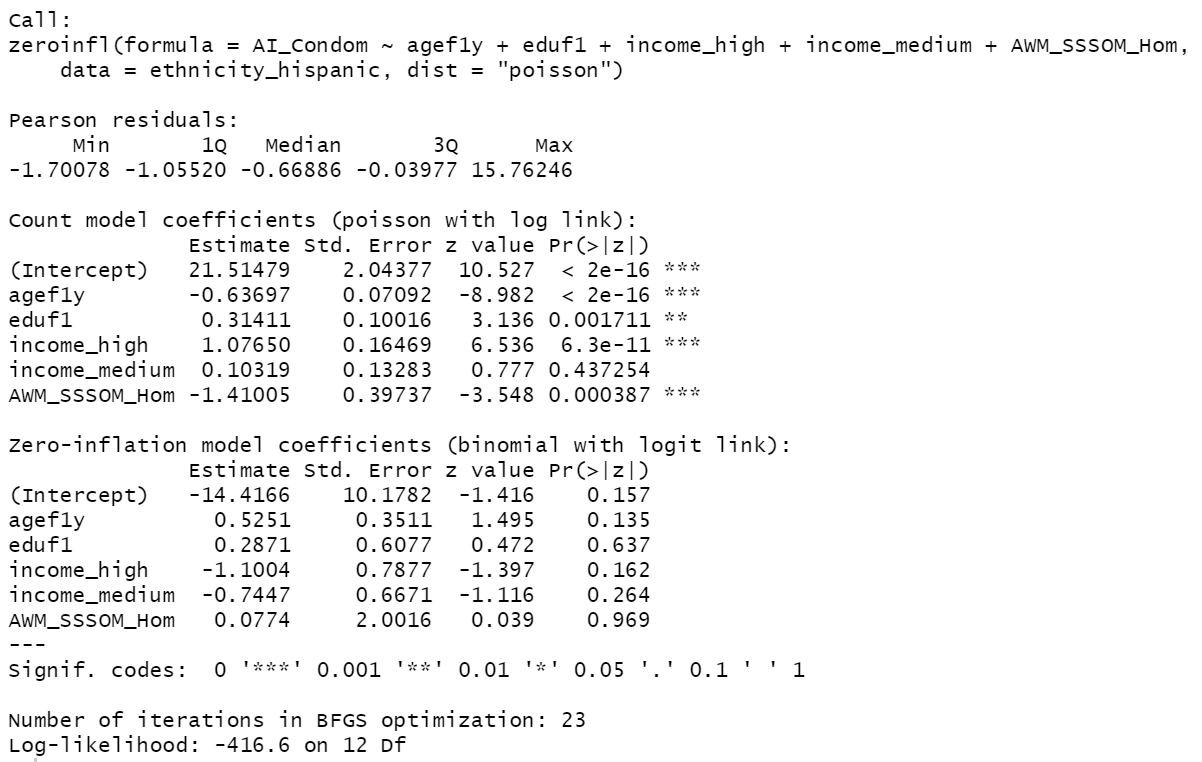 Call:
zeroinfl(formula = AI_Condom ~ agef1y + eduf1 + income_high + income_medium + AWM_SSSOM_Hom,
    data = ethnicity_hispanic, dist = "poisson")

Pearson residuals:
     Min       1Q   Median       3Q      Max
-1.70078 -1.05520 -0.66886 -0.03977 15.76246

Count model coefficients (poisson with log link):
              Estimate Std. Error z value Pr(>|z|)
(Intercept)   21.51479    2.04377  10.527  < 2e-16 ***
agef1y        -0.63697    0.07092  -8.982  < 2e-16 ***
eduf1          0.31411    0.10016   3.136 0.001711 **
income_high    1.07650    0.16469   6.536  6.3e-11 ***
income_medium  0.10319    0.13283   0.777 0.437254
AWM_SSSOM_Hom -1.41005    0.39737  -3.548 0.000387 ***

Zero-inflation model coefficients (binomial with logit link):
              Estimate Std. Error z value Pr(>|z|)
(Intercept)   -14.4166    10.1782  -1.416    0.157
agef1y          0.5251     0.3511   1.495    0.135
eduf1           0.2871     0.6077   0.472    0.637
income_high    -1.1004     0.7877  -1.397    0.162
income_medium  -0.7447     0.6671  -1.116    0.264
AWM_SSSOM_Hom   0.0774     2.0016   0.039    0.969
---
Signif. codes:  0 '***' 0.001 '**' 0.01 '*' 0.05 '.' 0.1 ' ' 1

Number of iterations in BFGS optimization: 23
Log-likelihood: -416.6 on 12 Df